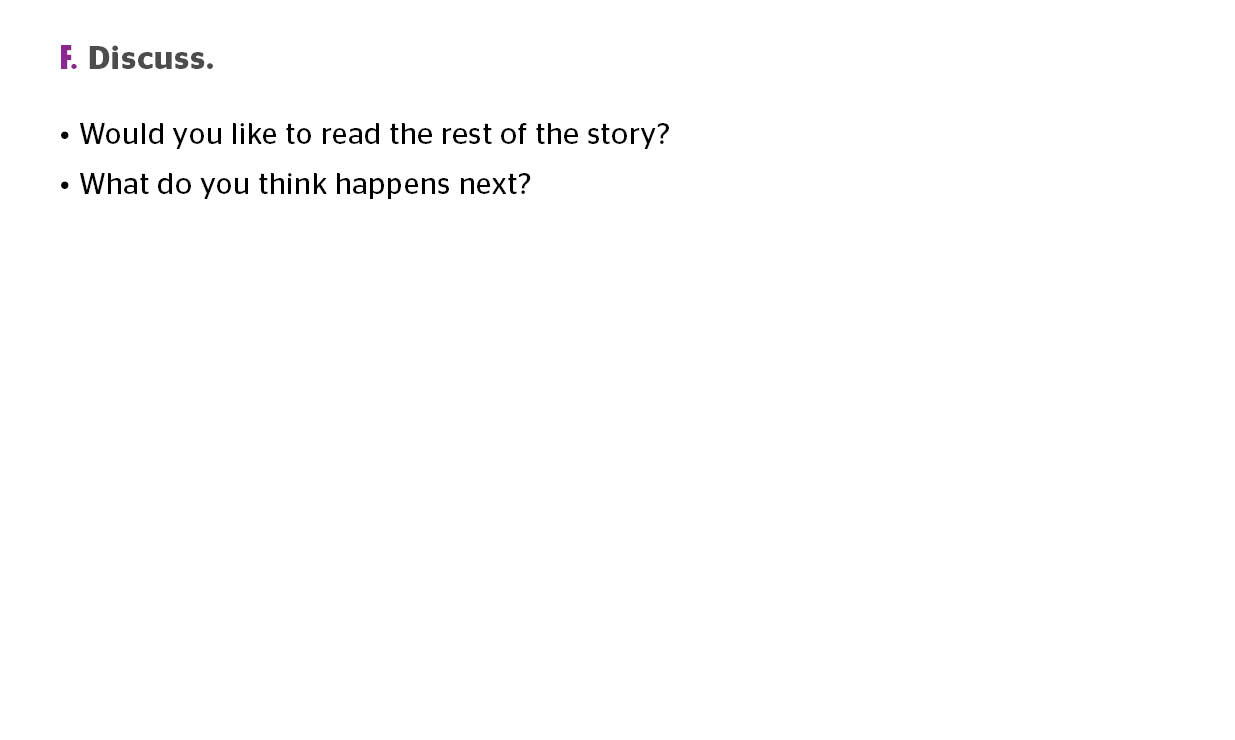 F. Discuss.
• Would you like to read the rest of the story?
• What do you think happens next?